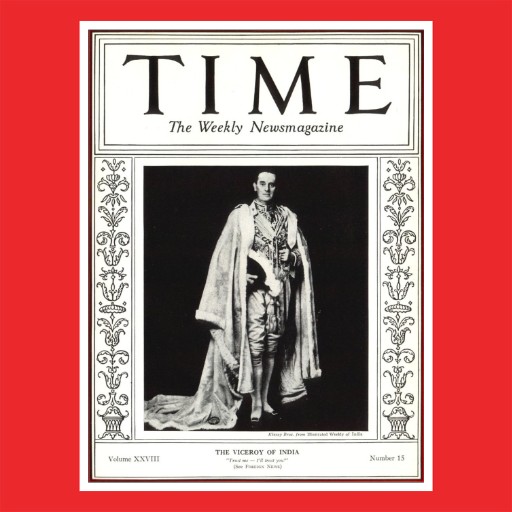 TIME
The Weekly Newsmagazine
Kinsey Bros. from Illustrated Weekly of India
Volume XXVIII
THE VICEROY OF INDIA
"Trust me — I'll trust you!"
(See FOREIGN NEWS)
Number 15